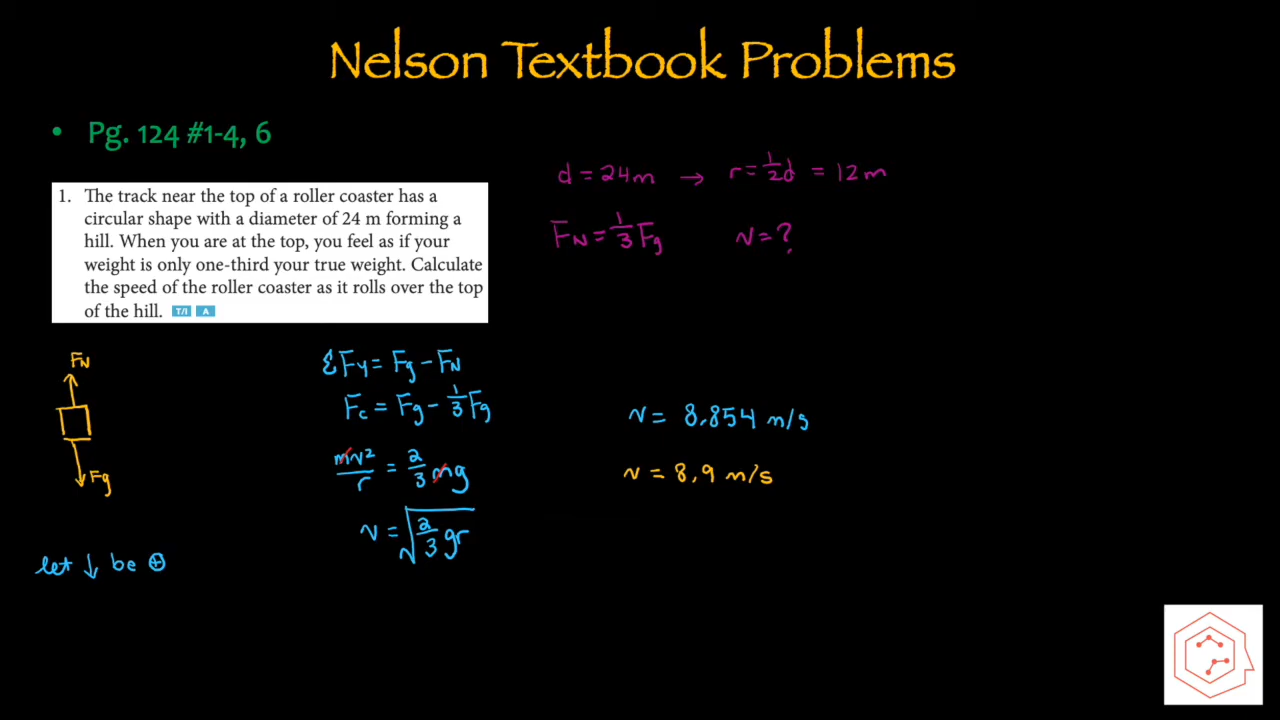 Nelson Textbook Problems
• Pg. 124 #1-4, 6
1. The track near the top of a roller coaster has a
circular shape with a diameter of 24 m forming a
hill. When you are at the top, you feel as if your
weight is only one-third your true weight. Calculate
the speed of the roller coaster as it rolls over the top
of the hill. T/I A
d = 24m → r = 1/2 d = 12m
FN = 1/3 Fg v = ?
FN
Fg
let ↓ be ⊕
ΣFy = Fg - FN
Fc = Fg - 1/3 Fg
mv²/r = 2/3 mg
v = √(2/3 gr)
v = 8.854 m/s
v = 8.9 m/s